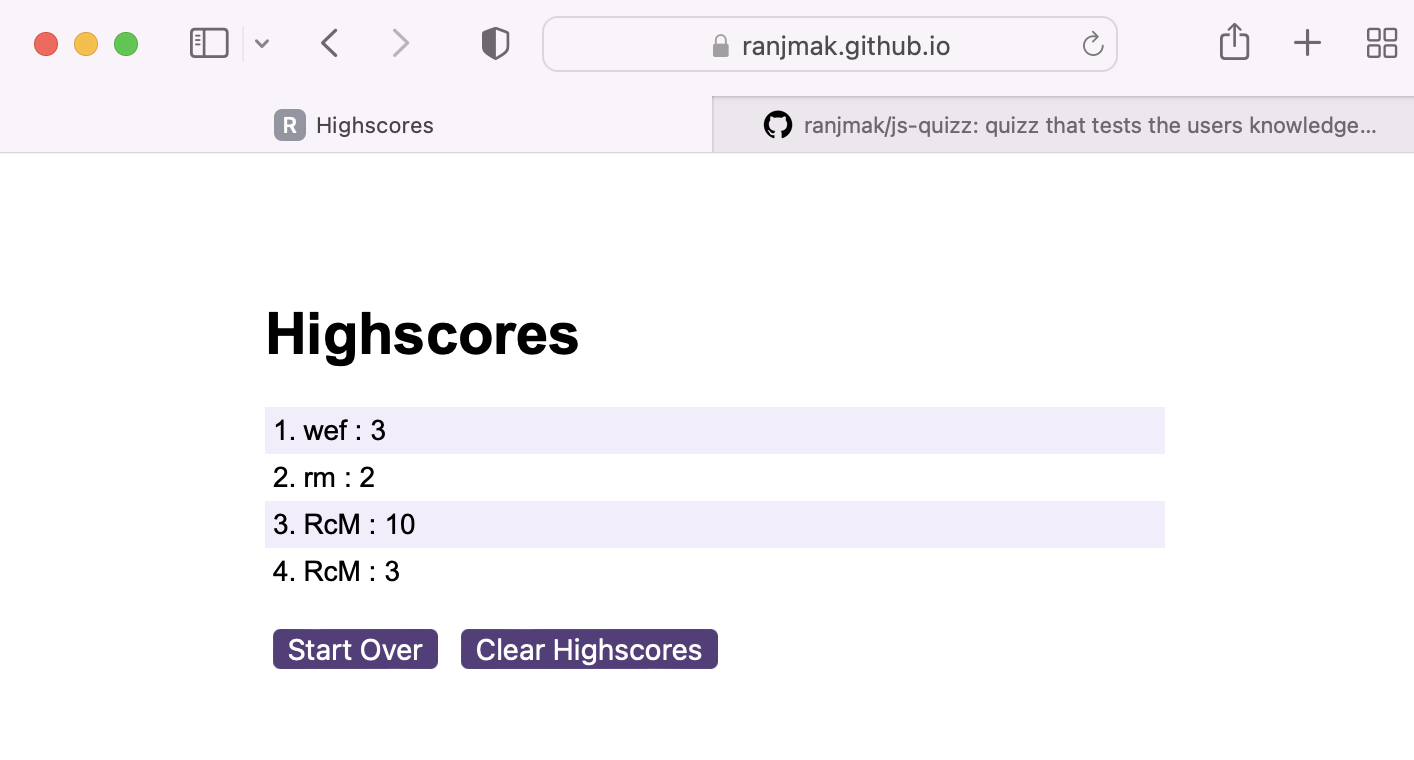 ranjmak.github.io
R Highscores
ranjmak/js-quizz: quizz that tests the users knowledge...
Highscores
1. wef : 3
2. rm : 2
3. RcM : 10
4. RcM : 3
Start Over
Clear Highscores